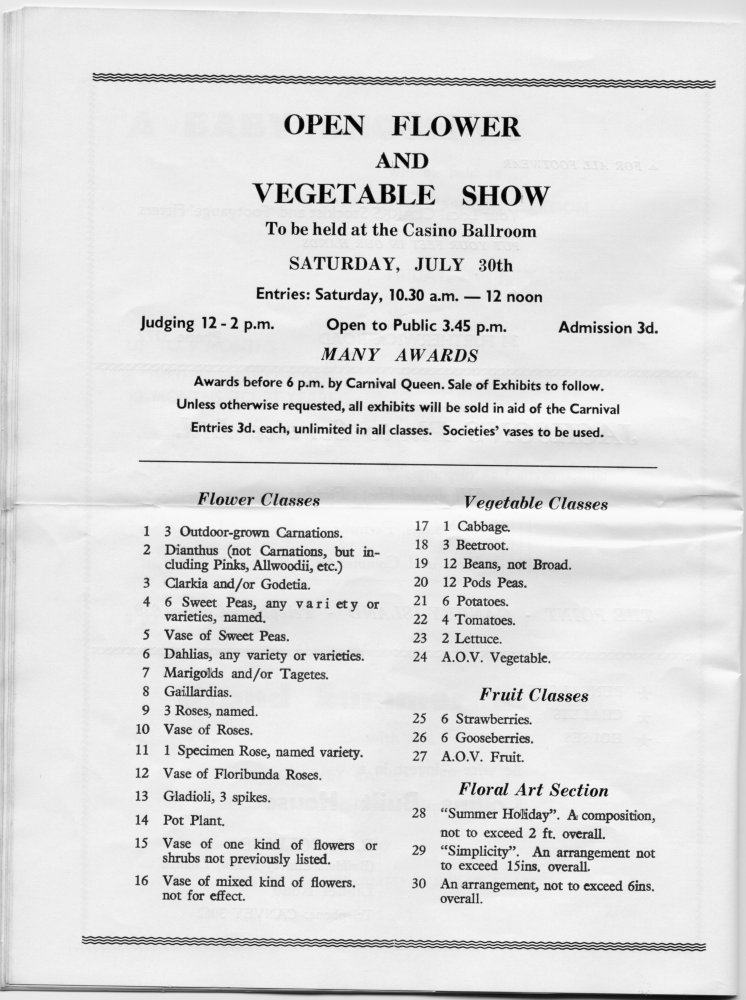 OPEN FLOWER
AND
VEGETABLE SHOW
To be held at the Casino Ballroom
SATURDAY, JULY 30th
Entries: Saturday, 10.30 a.m. — 12 noon
Judging 12 - 2 p.m. Open to Public 3.45 p.m. Admission 3d.
MANY AWARDS
Awards before 6 p.m. by Carnival Queen. Sale of Exhibits to follow.
Unless otherwise requested, all exhibits will be sold in aid of the Carnival
Entries 3d. each, unlimited in all classes. Societies' vases to be used.
Flower Classes
1 3 Outdoor-grown Carnations.
2 Dianthus (not Carnations, but in-
cluding Pinks, Allwoodii, etc.)
3 Clarkia and/or Godetia.
4 6 Sweet Peas, any variety or
varieties, named.
5 Vase of Sweet Peas.
6 Dahlias, any variety or varieties.
7 Marigolds and/or Tagetes.
8 Gaillardias.
9 3 Roses, named.
10 Vase of Roses.
11 1 Specimen Rose, named variety.
12 Vase of Floribunda Roses.
13 Gladioli, 3 spikes.
14 Pot Plant.
15 Vase of one kind of flowers or
shrubs not previously listed.
16 Vase of mixed kind of flowers.
not for effect.
Vegetable Classes
17 1 Cabbage.
18 3 Beetroot.
19 12 Beans, not Broad.
20 12 Pods Peas.
21 6 Potatoes.
22 4 Tomatoes.
23 2 Lettuce.
24 A.O.V. Vegetable.
Fruit Classes
25 6 Strawberries.
26 6 Gooseberries.
27 A.O.V. Fruit.
Floral Art Section
28 "Summer Holiday". A composition,
not to exceed 2 ft. overall.
29 "Simplicity". An arrangement not
to exceed 15ins. overall.
30 An arrangement, not to exceed 6ins.
overall.